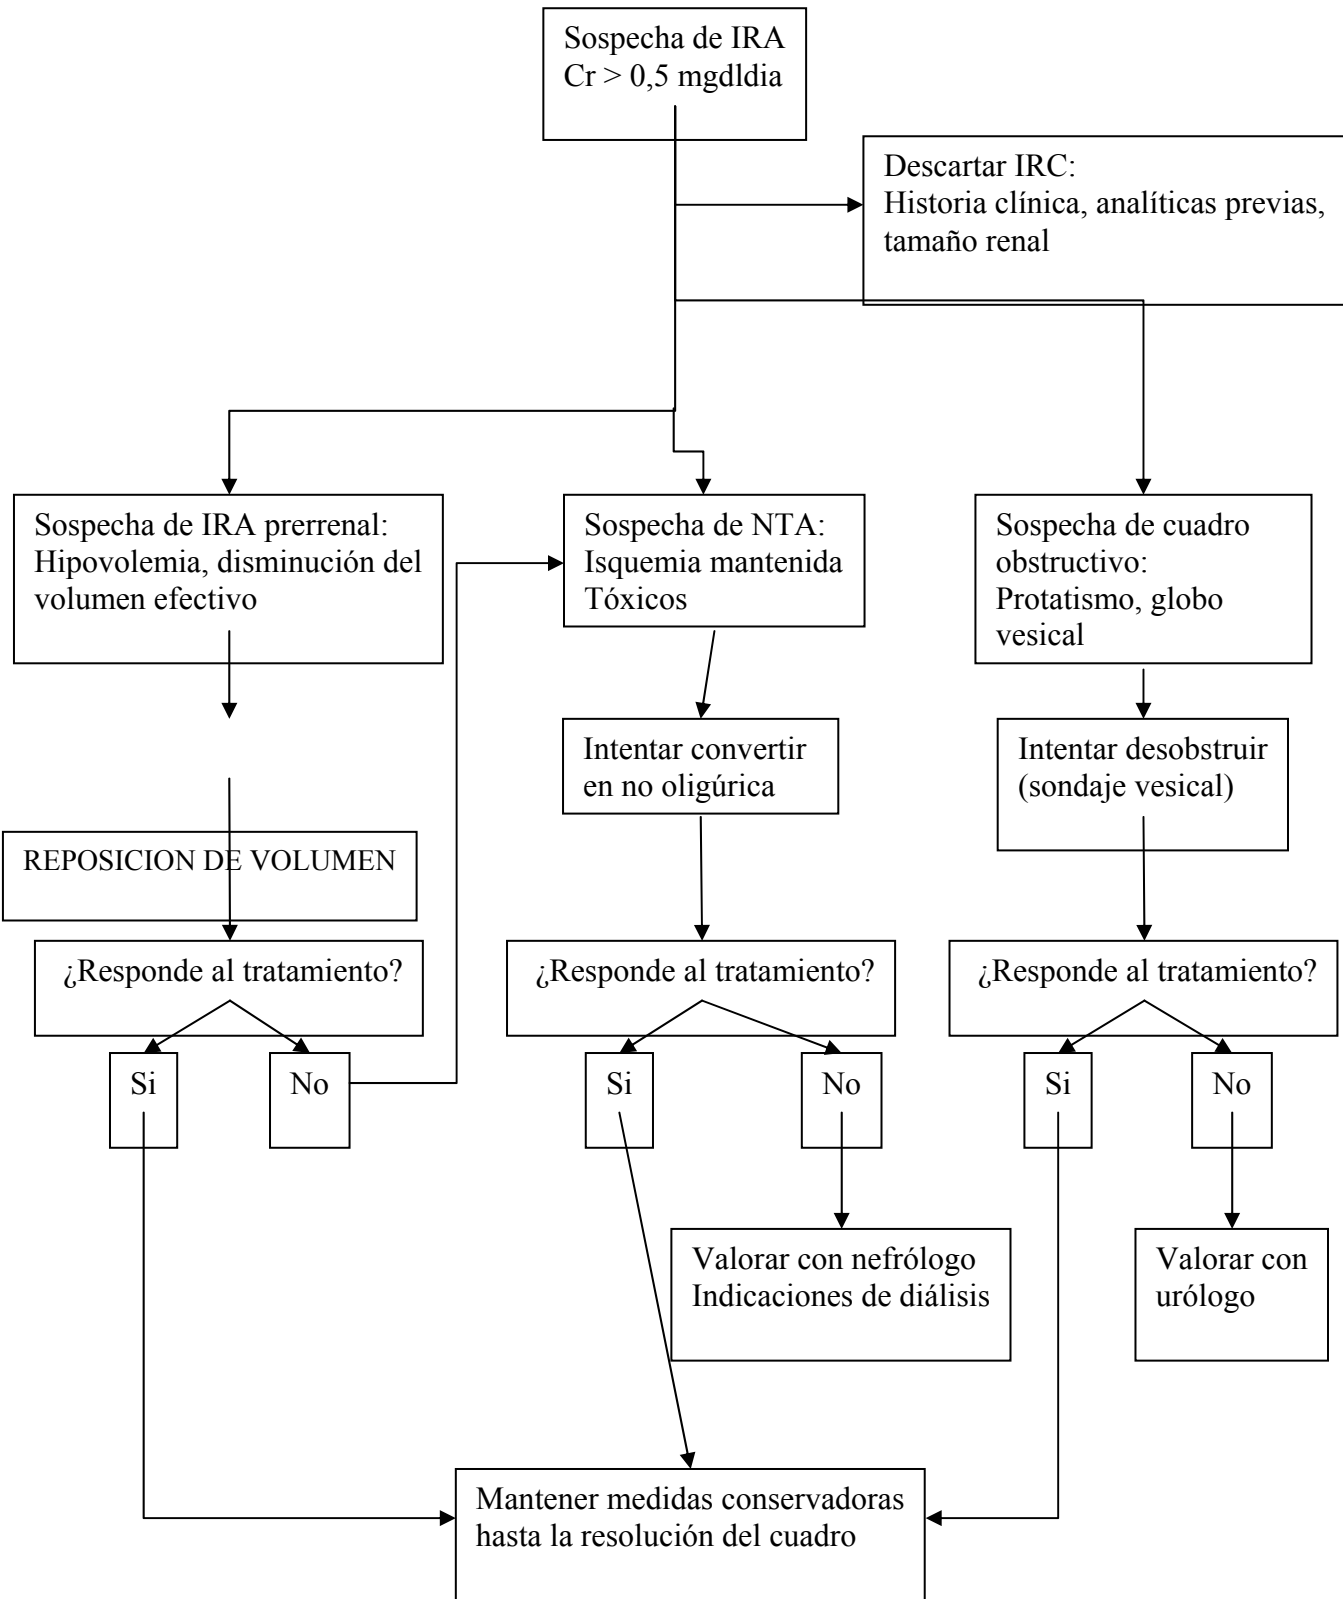 Sospecha de IRA
Cr > 0,5 mgdldia
Descartar IRC:
Historia clínica, analíticas previas,
tamaño renal
Sospecha de IRA prerrenal:
Hipovolemia, disminución del
volumen efectivo
Sospecha de NTA:
Isquemia mantenida
Tóxicos
Sospecha de cuadro
obstructivo:
Protatismo, globo
vesical
Intentar convertir
en no oligúrica
Intentar desobstruir
(sondaje vesical)
REPOSICION DE VOLUMEN
¿Responde al tratamiento?
¿Responde al tratamiento?
¿Responde al tratamiento?
Si
No
Si
No
Si
No
Valorar con nefrólogo
Indicaciones de diálisis
Valorar con
urólogo
Mantener medidas conservadoras
hasta la resolución del cuadro